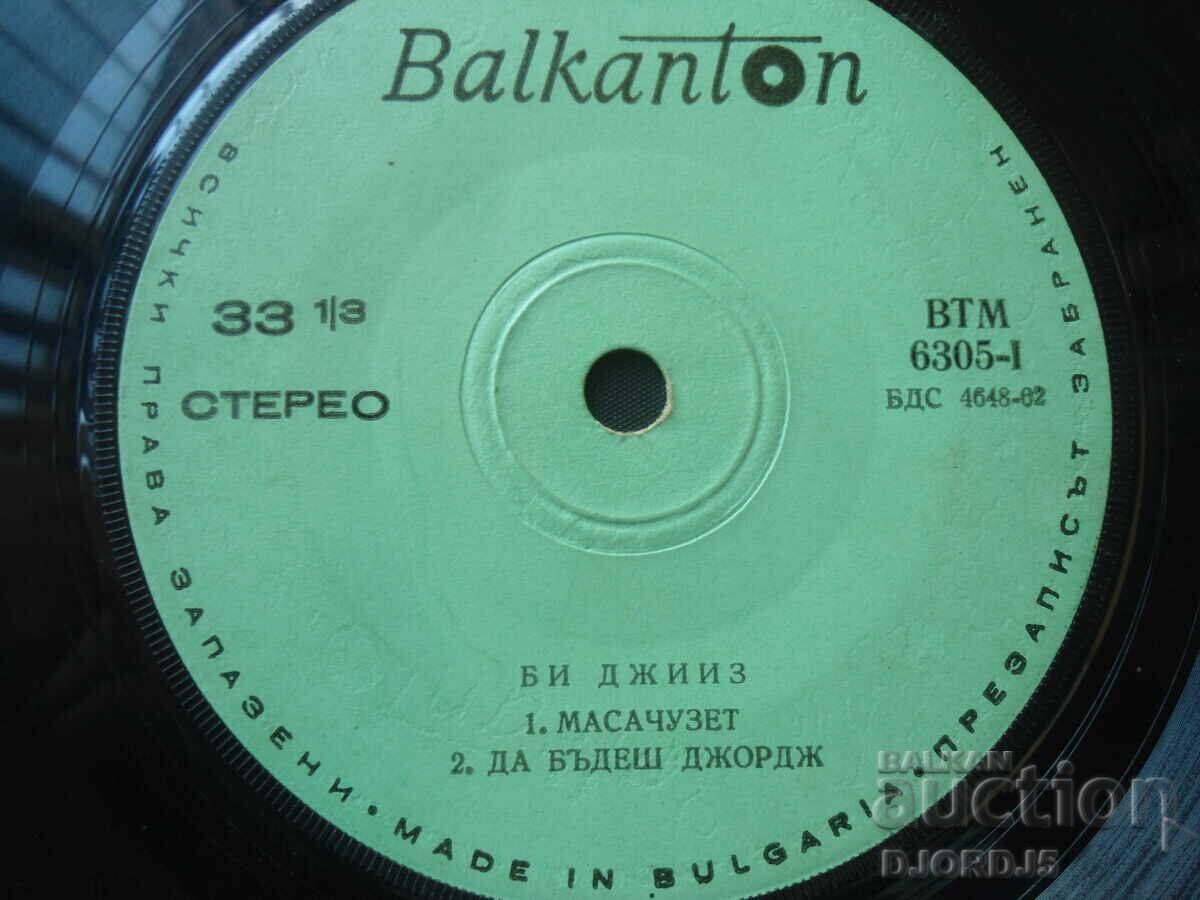 Balkanton
ВСИЧКИ ПРАВА ЗАПАЗЕНИ • MADE IN BULGARIA • ПРЕЗАПИСЪТ ЗАБРАНЕН
33 1/3
СТЕРЕО
ВТМ
6305-I
БДС 4648-62
БИ ДЖИИЗ
1. МАСАЧУЗЕТ
2. ДА БЪДЕШ ДЖОРДЖ
BALKAN
auction
DJORDJ5